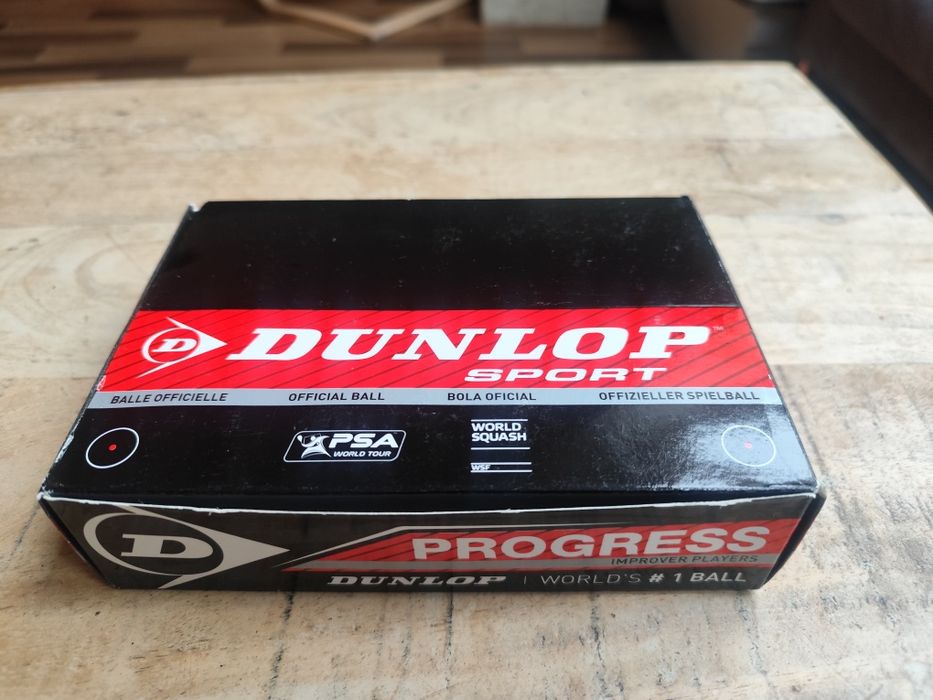 D DUNLOP™
SPORT
BALLE OFFICIELLE OFFICIAL BALL BOLA OFICIAL OFFIZIELLER SPIELBALL
PSA
WORLD TOUR
WORLD
SQUASH
WSF
D PROGRESS
IMPROVER PLAYERS
DUNLOP | WORLD'S # 1 BALL